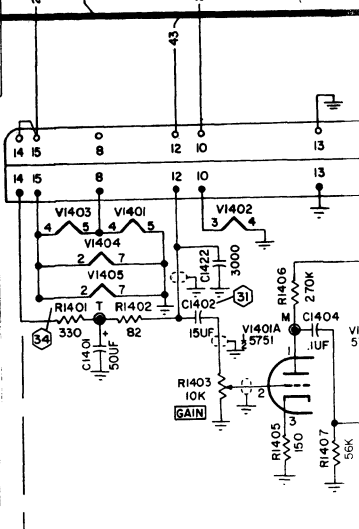 43
14 15 8 12 10 13
14 15 8 12 10 13
V1403 V1401 V1402
4 5 4 5 3 4
V1404
2 7
V1405
2 7
C1422
3000
R1401 T R1402 C1402 31
34 330 82 15UF
C1401
+
50UF
R1406
270K
M C1404
.1UF
V1401A
½ 5751
1
R1403
10K
GAIN
2
3
R1405
150
R1407
56K